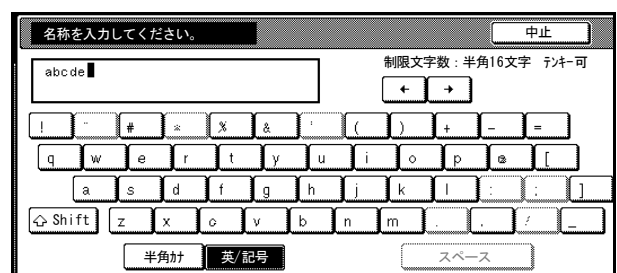 名称を入力してください。 中止
abcde
制限文字数：半角16文字 ﾃﾝｷｰ可
← →
! ¨ # * % & ' ( ) + − =
q w e r t y u i o p @ [
a s d f g h j k l : ; ]
Shift z x c v b n m . , / _
半角ｶﾅ 英/記号 スペース